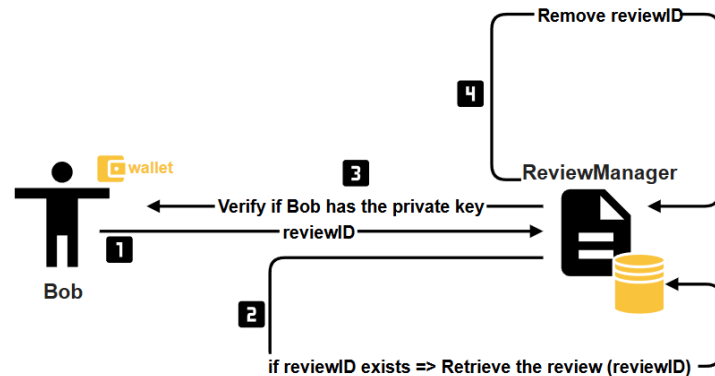 Remove reviewID
4
wallet
3
ReviewManager
Verify if Bob has the private key
reviewID
1
Bob
2
if reviewID exists => Retrieve the review (reviewID)